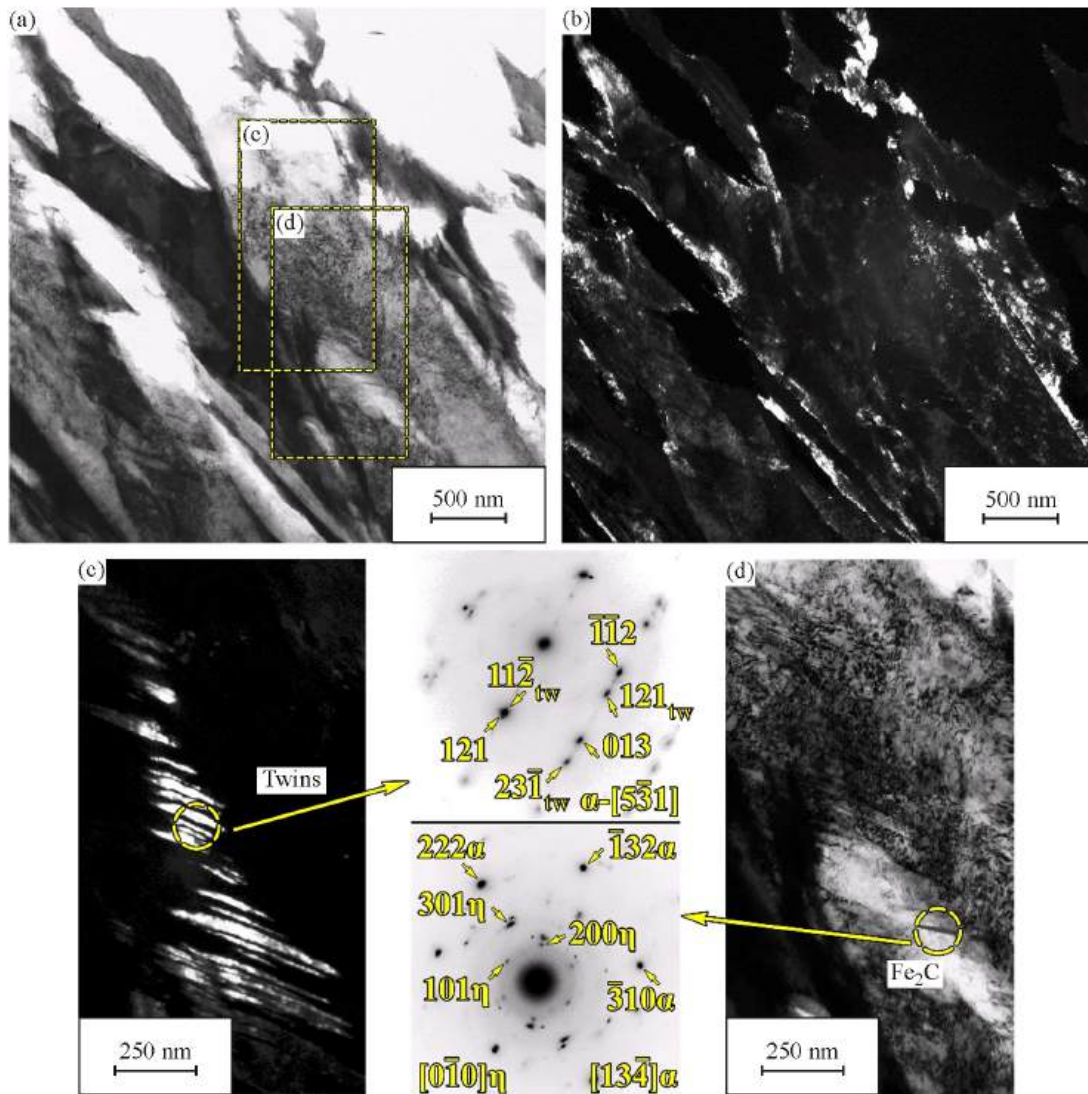 (a)
(b)
(c)
(d)
500 nm
500 nm
(c)
(d)
1̅1̅2
112̅tw
121tw
121
013
Twins
231̅tw
α-[53̅1]
222α
1̅32α
301η
200η
101η
3̅10α
Fe₂C
250 nm
[01̅0]η
[134̅]α
250 nm